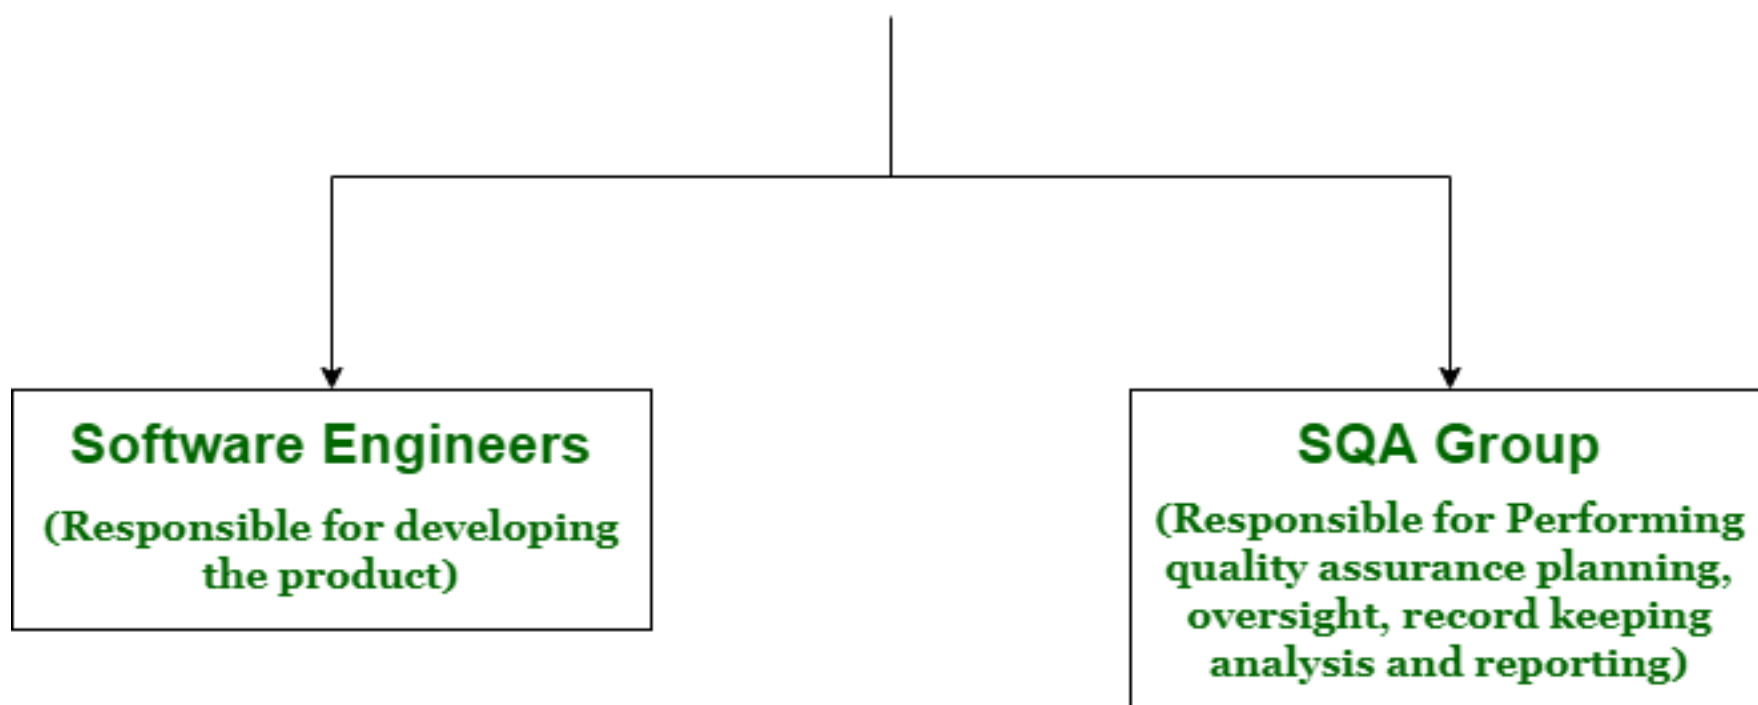 Software Engineers
(Responsible for developing
the product)
SQA Group
(Responsible for Performing
quality assurance planning,
oversight, record keeping
analysis and reporting)